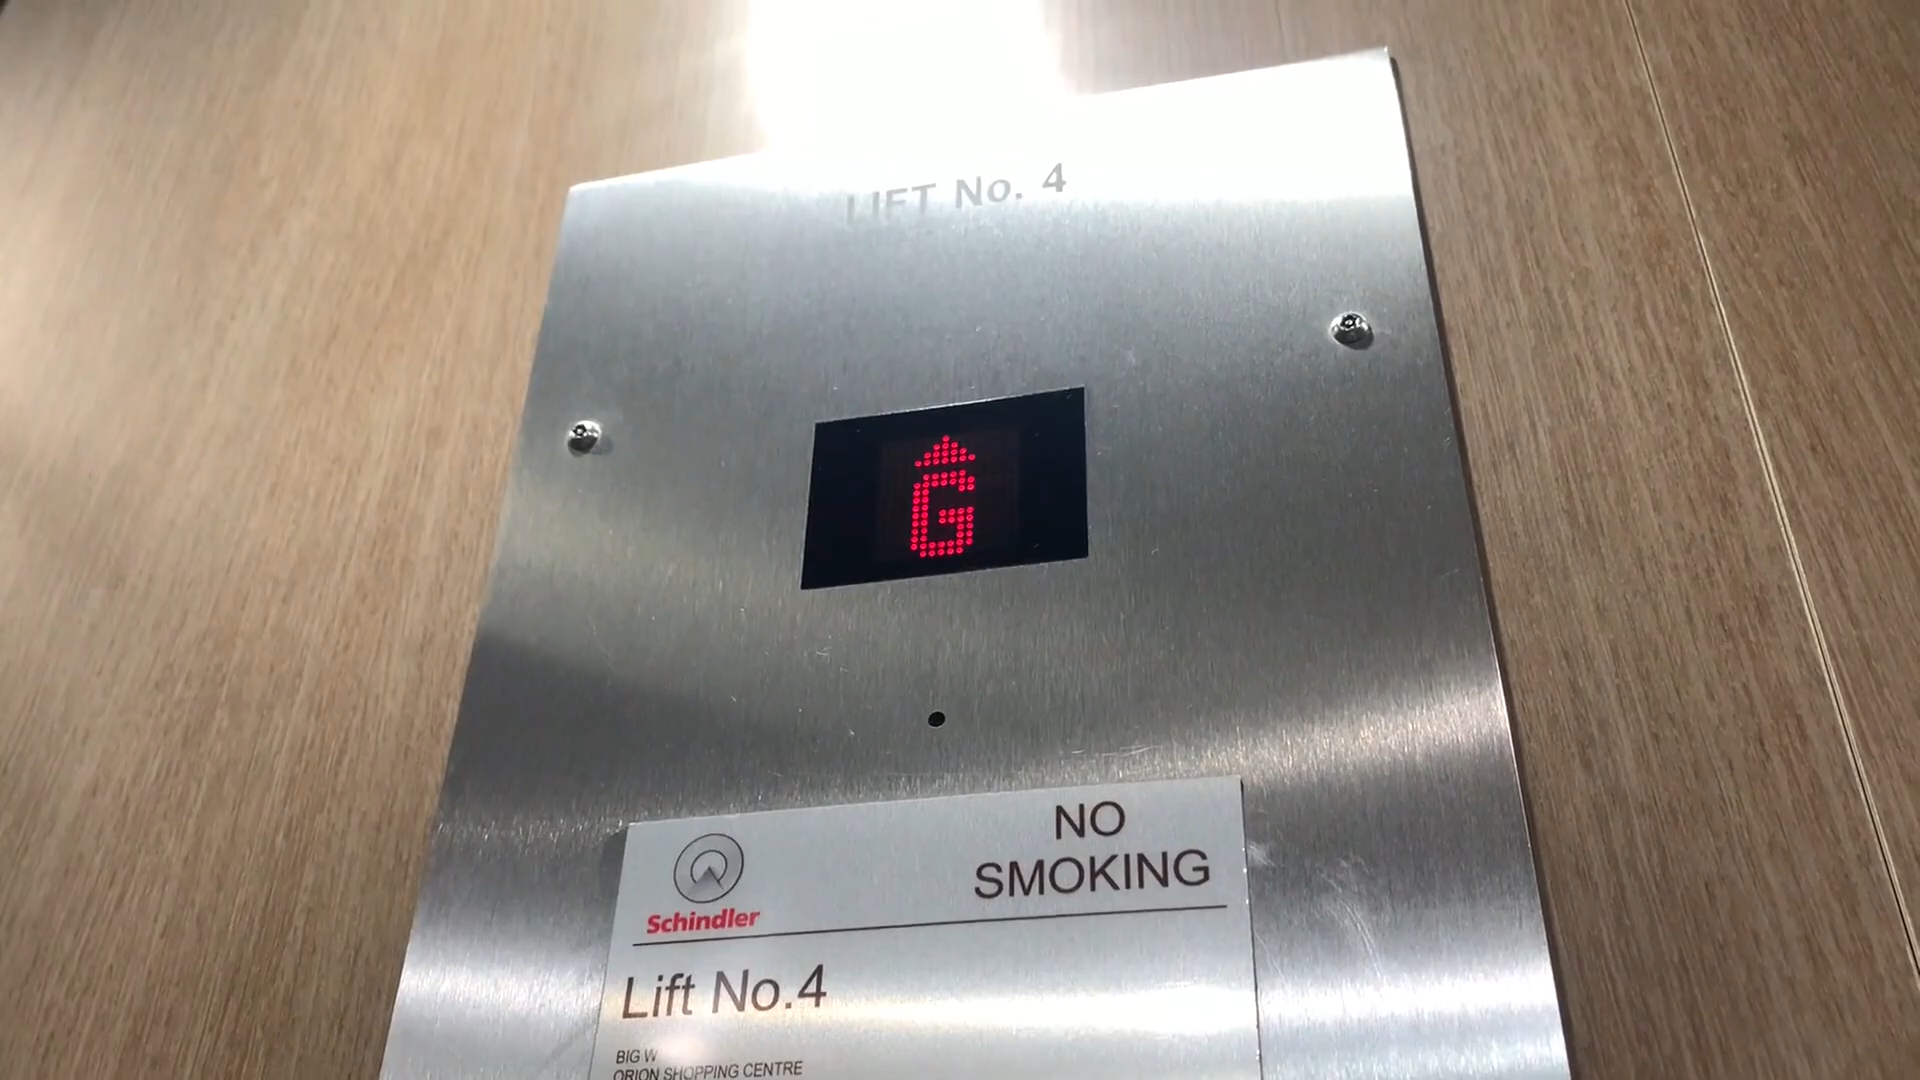 LIFT No. 4
G
NO
SMOKING
Schindler
Lift No.4
BIG W
ORION SHOPPING CENTRE